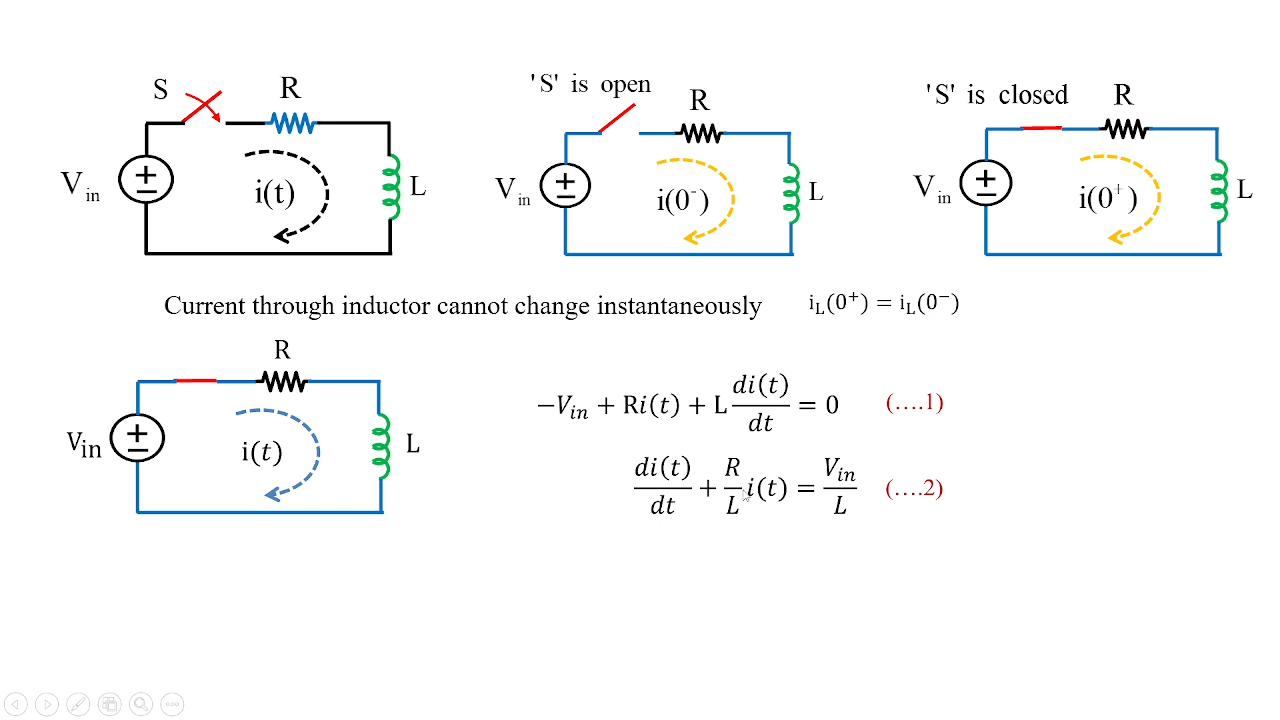 S
R
V_in
i(t)
L
'S' is open
R
V_in
i(0⁻)
L
'S' is closed
R
V_in
i(0⁺)
L
Current through inductor cannot change instantaneously i_L(0⁺) = i_L(0⁻)
R
V_in
i(t)
L
−V_in + Ri(t) + L di(t)/dt = 0 (....1)
di(t)/dt + R/L i(t) = V_in/L (....2)